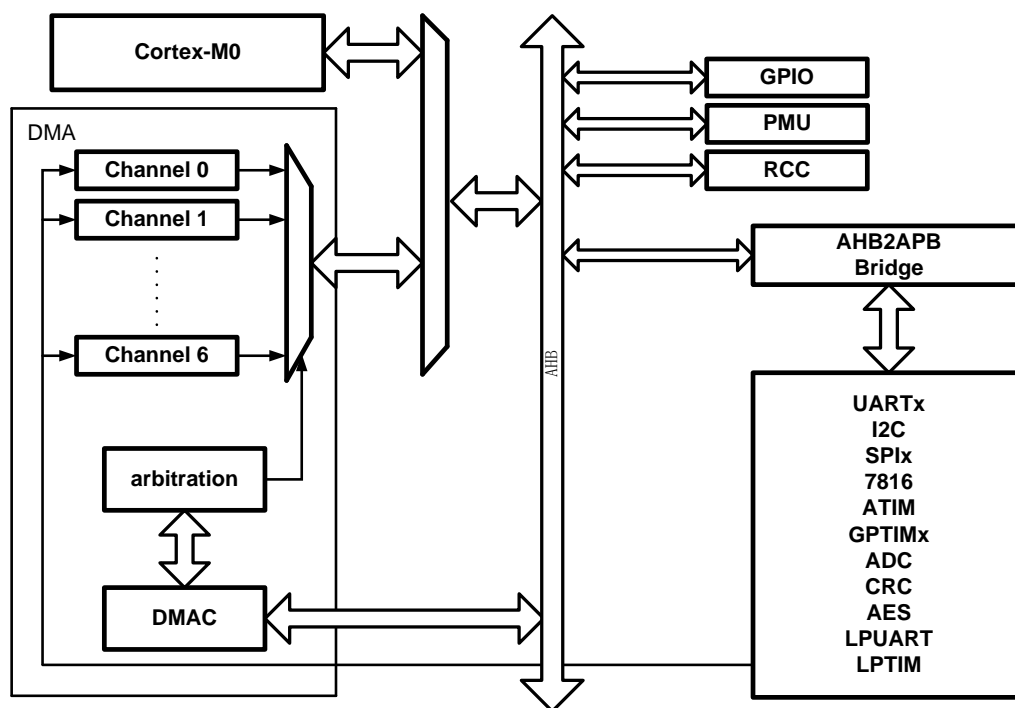 Cortex-M0
DMA
Channel 0
Channel 1
Channel 6
arbitration
DMAC
AHB
GPIO
PMU
RCC
AHB2APB
Bridge
UARTx
I2C
SPIx
7816
ATIM
GPTIMx
ADC
CRC
AES
LPUART
LPTIM